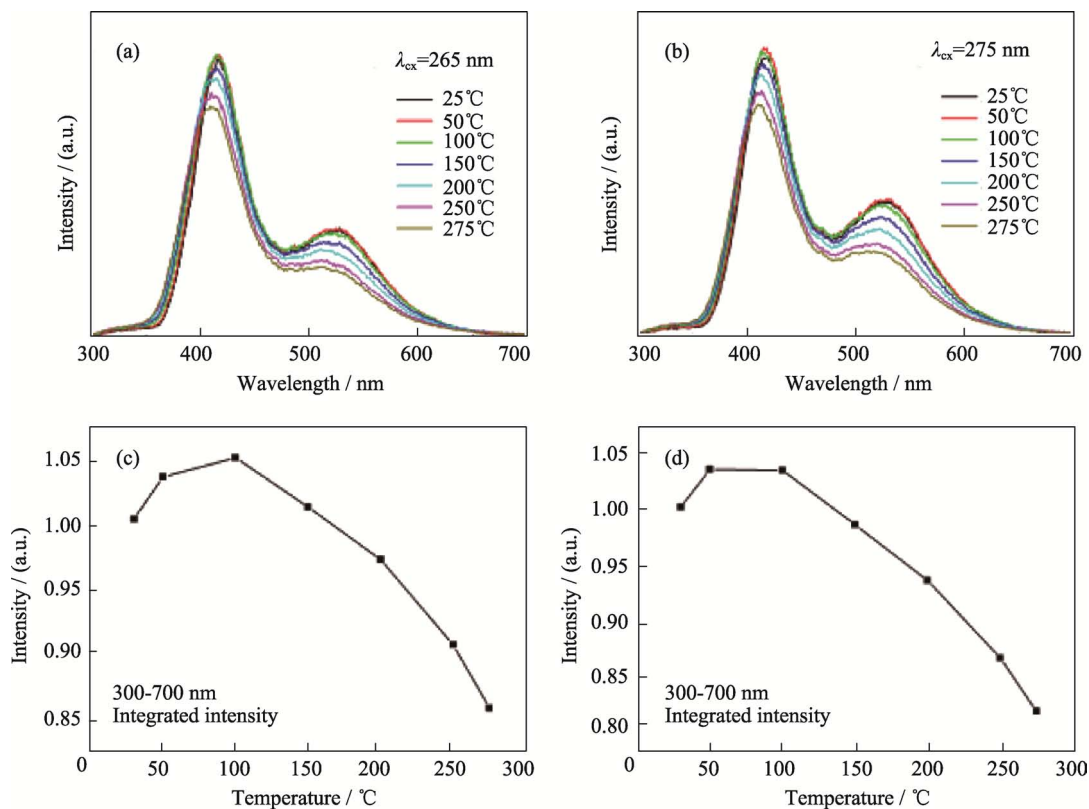 (a)
λcx=265 nm
25℃
50℃
100℃
150℃
200℃
250℃
275℃
Intensity / (a.u.)
300
400
500
600
700
Wavelength / nm
(b)
λcx=275 nm
25℃
50℃
100℃
150℃
200℃
250℃
275℃
Intensity / (a.u.)
300
400
500
600
700
Wavelength / nm
(c)
1.05
1.00
0.95
0.90
0.85
Intensity / (a.u.)
300-700 nm
Integrated intensity
0
50
100
150
200
250
300
Temperature / ℃
(d)
1.05
1.00
0.95
0.90
0.85
0.80
Intensity / (a.u.)
300-700 nm
Integrated intensity
0
50
100
150
200
250
300
Temperature / ℃